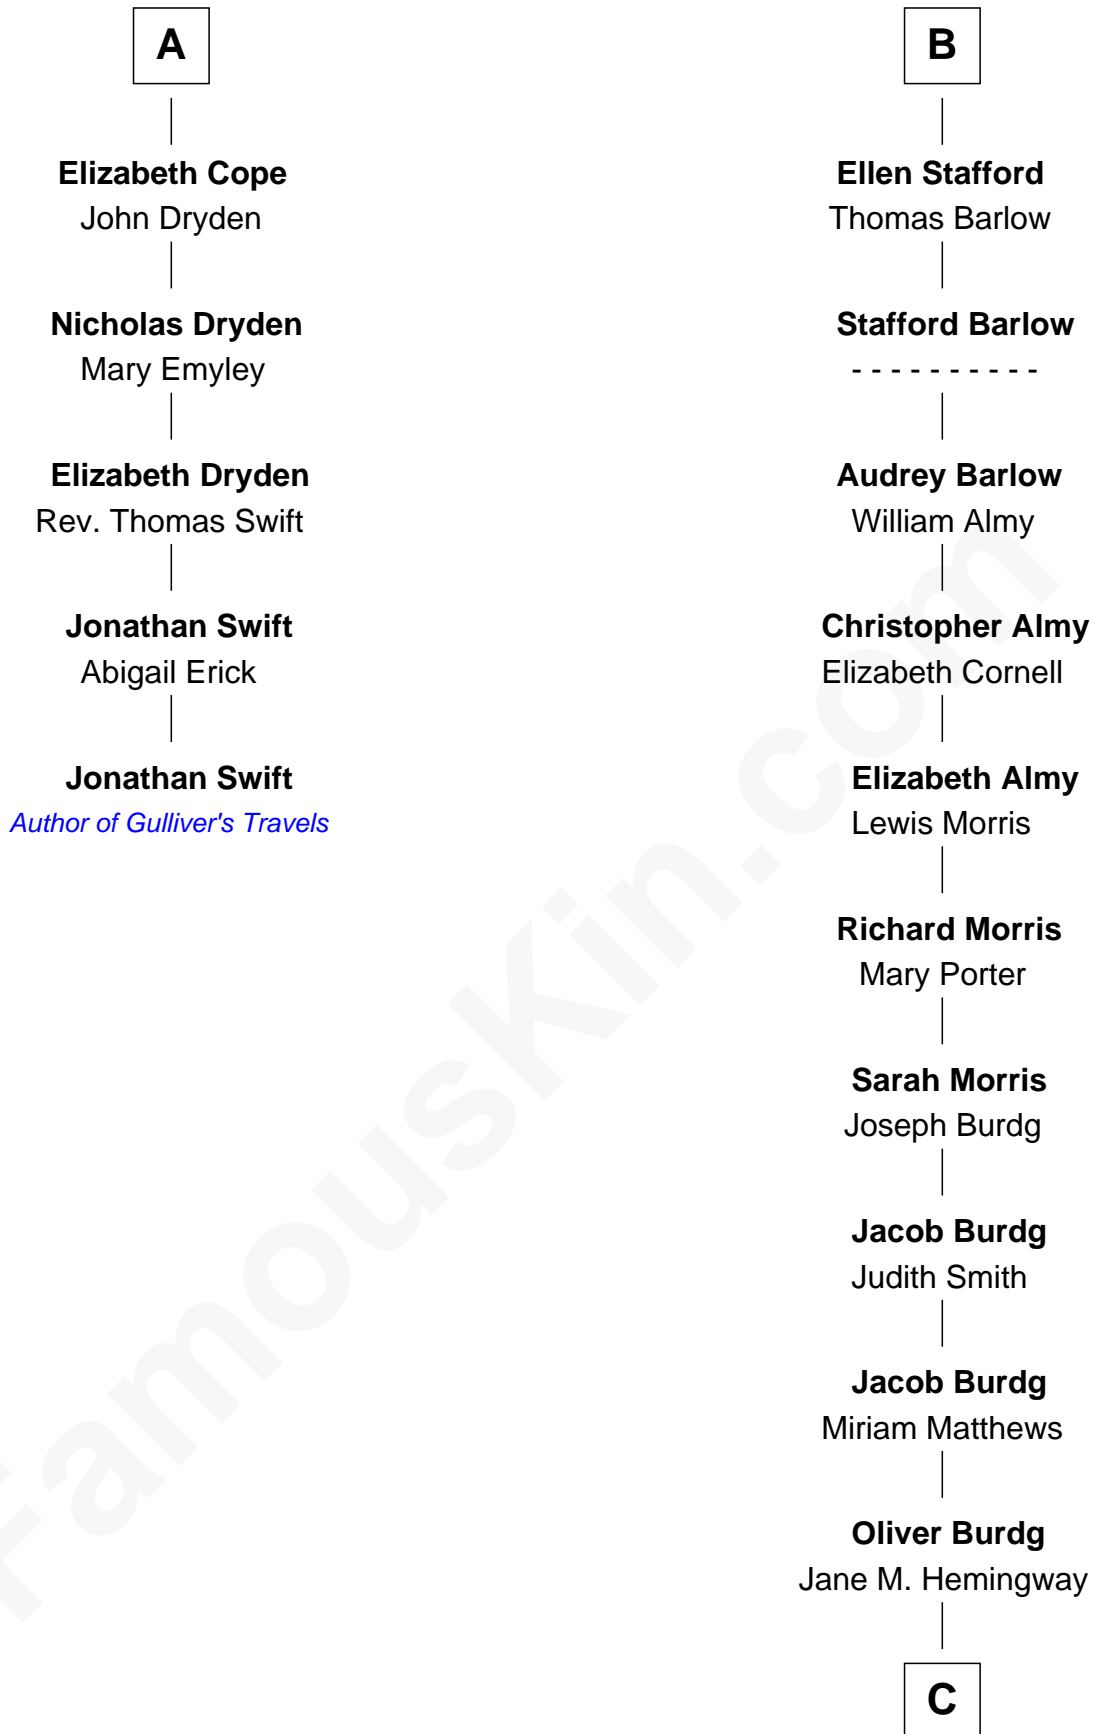 A
Elizabeth Cope
John Dryden
Nicholas Dryden
Mary Emyley
Elizabeth Dryden
Rev. Thomas Swift
Jonathan Swift
Abigail Erick
Jonathan Swift
Author of Gulliver's Travels
B
Ellen Stafford
Thomas Barlow
Stafford Barlow
- - - - - - - - - -
Audrey Barlow
William Almy
Christopher Almy
Elizabeth Cornell
Elizabeth Almy
Lewis Morris
Richard Morris
Mary Porter
Sarah Morris
Joseph Burdg
Jacob Burdg
Judith Smith
Jacob Burdg
Miriam Matthews
Oliver Burdg
Jane M. Hemingway
C
FamousKin.com